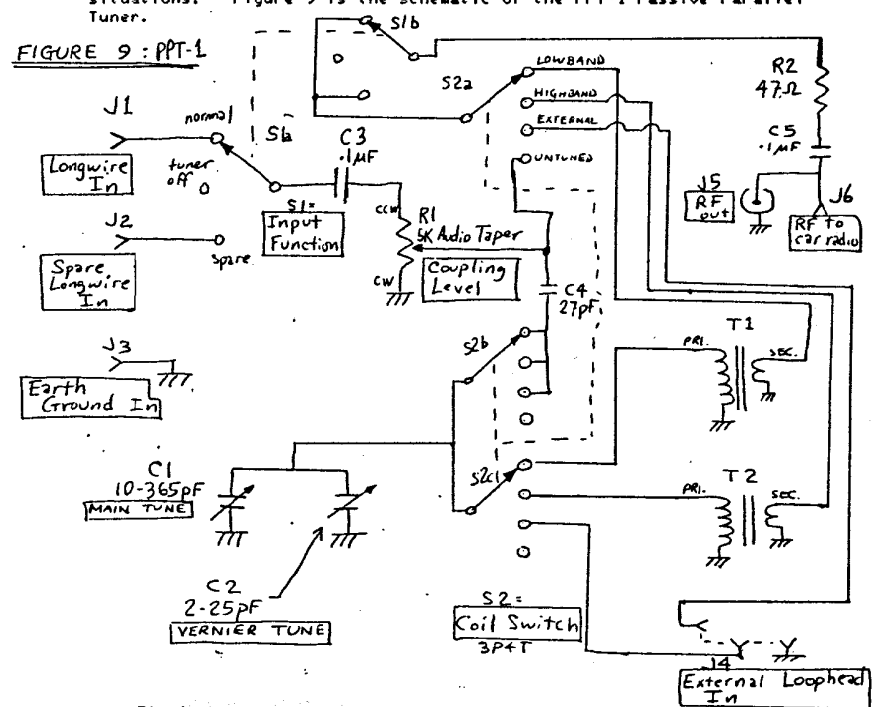 situations. Figure 9 is the schematic of the PPT-1 Passive Parallel
Tuner.
FIGURE 9 : PPT-1
S1b
J1
normal
Longwire
In
tuner
off
S1a
C3
.1µF
S1=
Input
Function
J2
Spare
Longwire
In
spare
J3
Earth
Ground In
CCW
R1
5K Audio Taper
CW
Coupling
Level
S2a
LOWBAND
HIGHBAND
EXTERNAL
UNTUNED
R2
47Ω
C5
.1µF
J5
RF
out
J6
RF to
car radio
C4
27pF
S2b
S2c
PRI.
T1
SEC.
PRI.
T2
SEC.
C1
10-365pF
MAIN TUNE
C2
2-25pF
VERNIER TUNE
S2=
Coil Switch
3P4T
J4
External Loophead
In